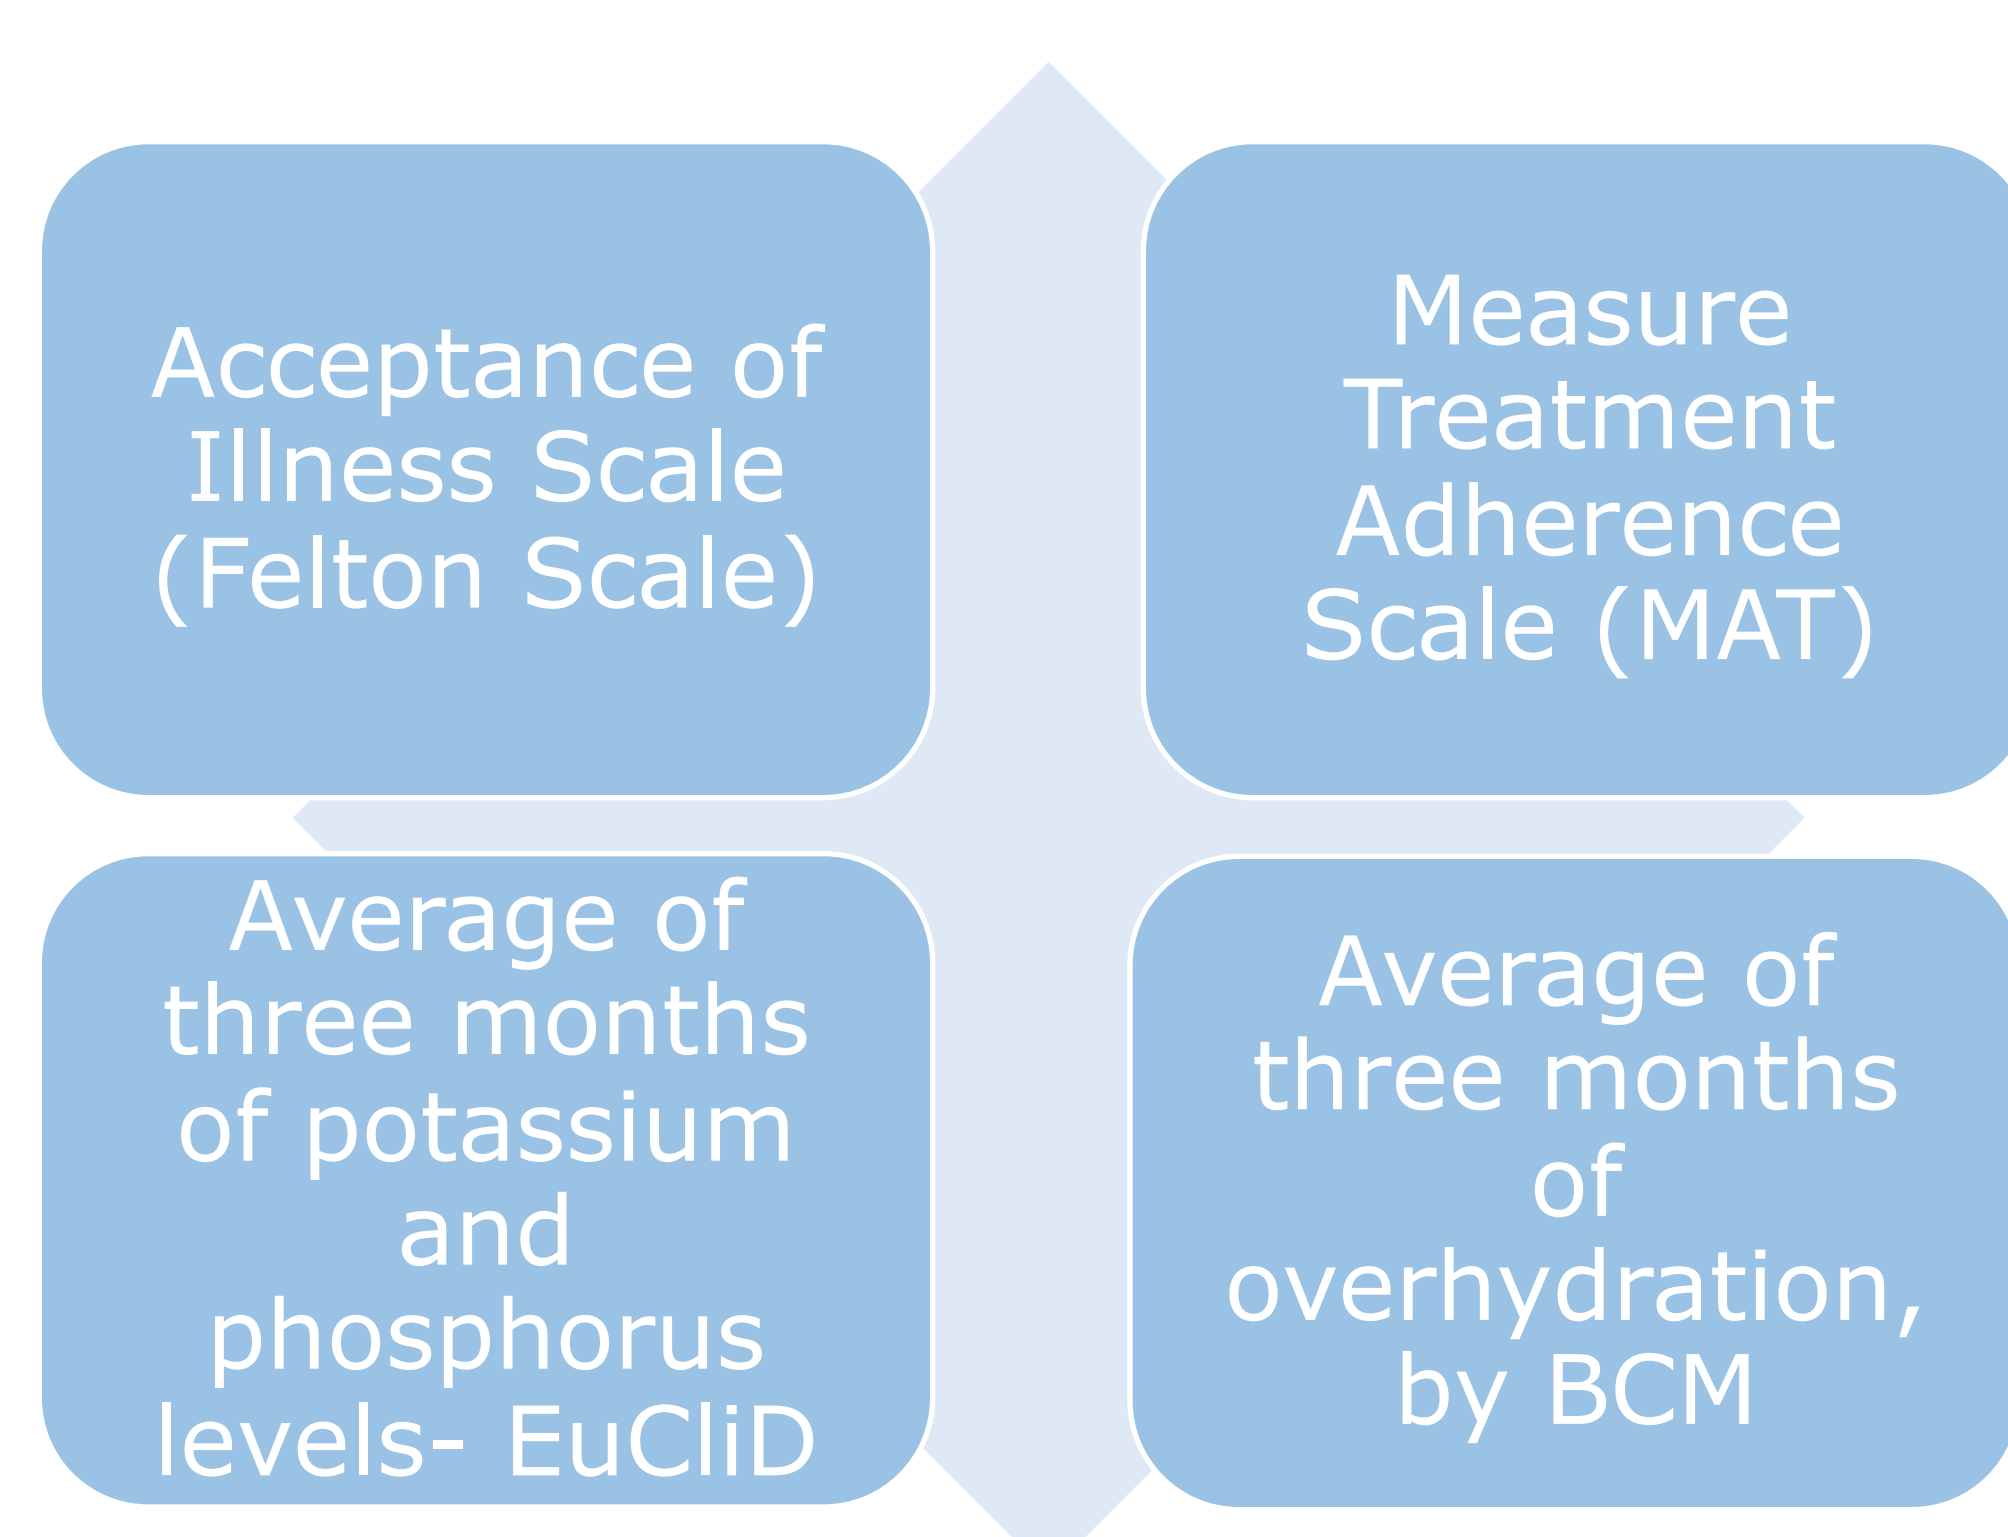 Acceptance of
Illness Scale
(Felton Scale)
Measure
Treatment
Adherence
Scale (MAT)
Average of
three months
of potassium
and
phosphorus
levels- EuCliD
Average of
three months
of
overhydration,
by BCM